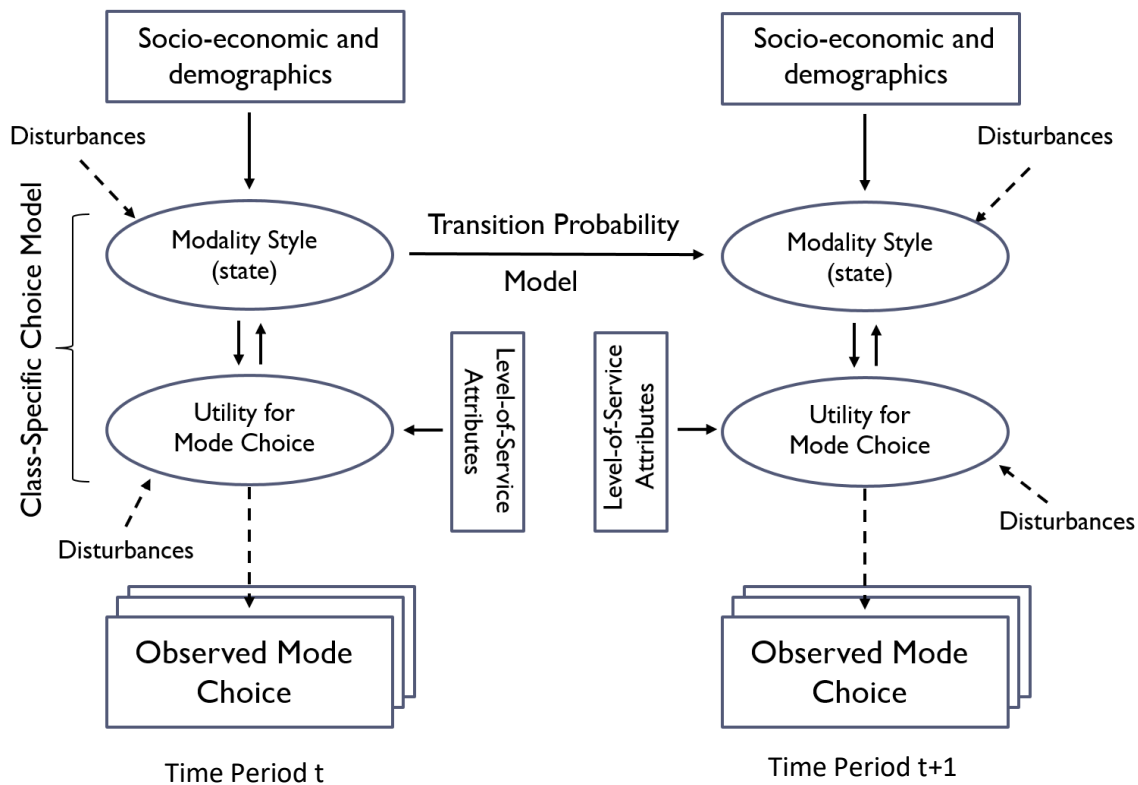 Socio-economic and
demographics
Socio-economic and
demographics
Disturbances
Disturbances
Class-Specific Choice Model
Modality Style
(state)
Transition Probability
Model
Modality Style
(state)
Level-of-Service
Attributes
Level-of-Service
Attributes
Utility for
Mode Choice
Utility for
Mode Choice
Disturbances
Disturbances
Observed Mode
Choice
Observed Mode
Choice
Time Period t
Time Period t+1